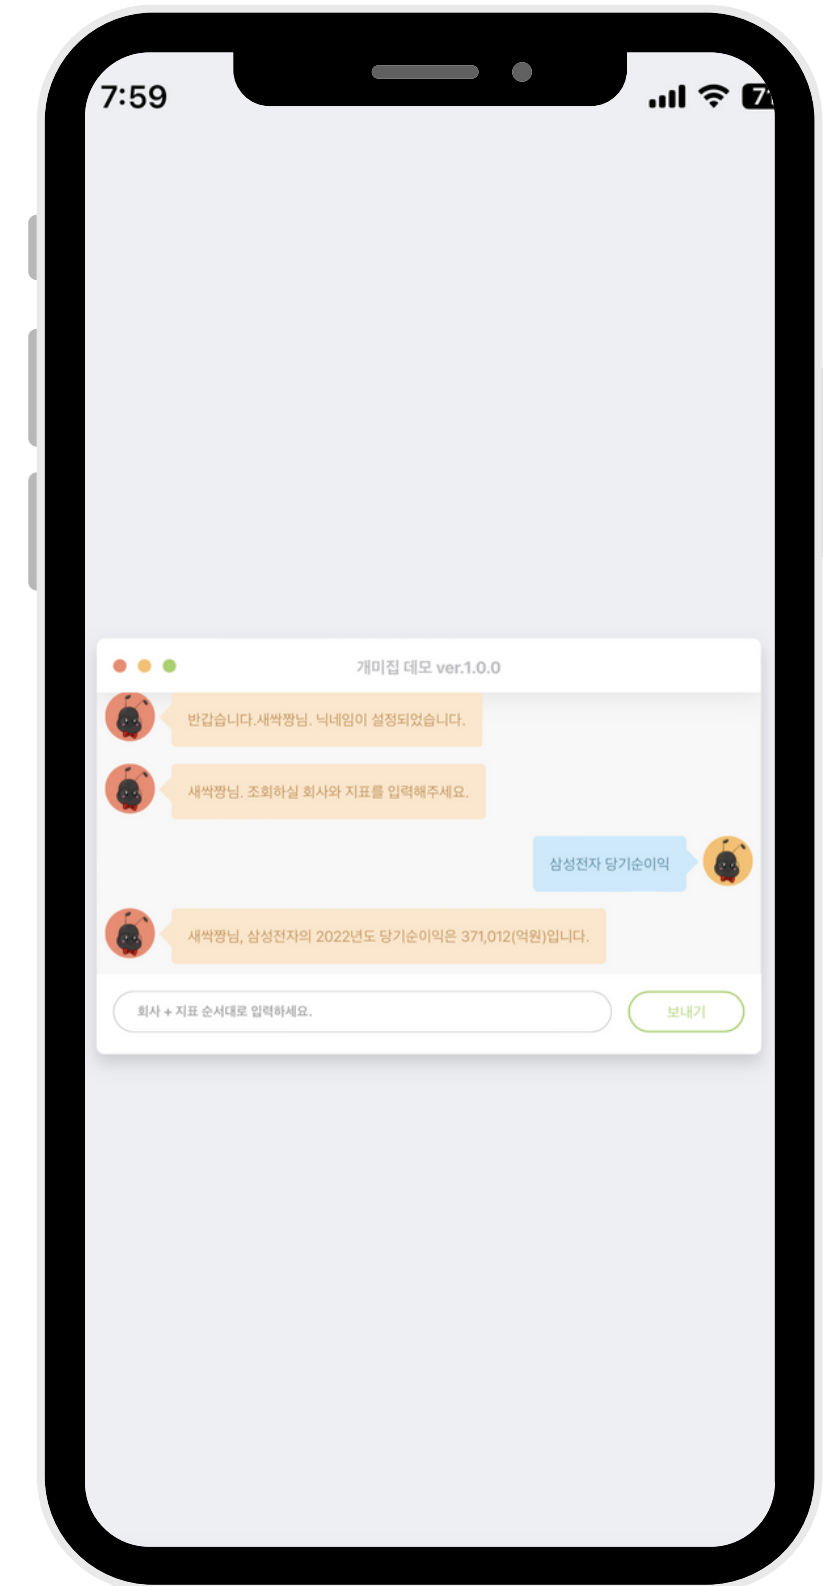 7:59
개미집 데모 ver.1.0.0
반갑습니다.새싹짱님. 닉네임이 설정되었습니다.
새싹짱님. 조회하실 회사와 지표를 입력해주세요.
삼성전자 당기순이익
새싹짱님, 삼성전자의 2022년도 당기순이익은 371,012(억원)입니다.
회사 + 지표 순서대로 입력하세요.
보내기